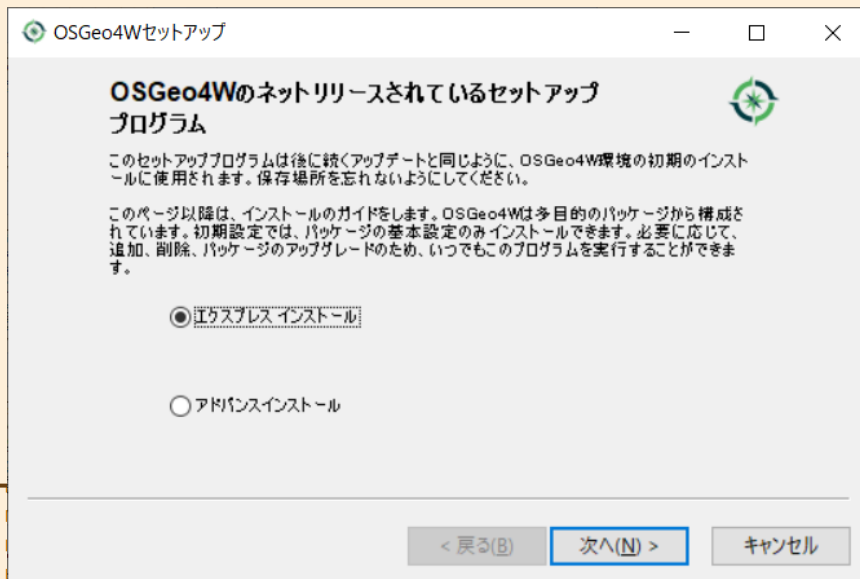 OSGeo4Wセットアップ
OSGeo4Wのネットリリースされているセットアップ
プログラム
このセットアッププログラムは後に続くアップデートと同じように、OSGeo4W環境の初期のインスト
ールに使用されます。保存場所を忘れないようにしてください。
このページ以降は、インストールのガイドをします。OSGeo4Wは多目的のパッケージから構成さ
れています。初期設定では、パッケージの基本設定のみインストールできます。必要に応じて、
追加、削除、パッケージのアップグレードのため、いつでもこのプログラムを実行することができま
す。
エクスプレス インストール
アドバンスインストール
< 戻る(B)
次へ(N) >
キャンセル